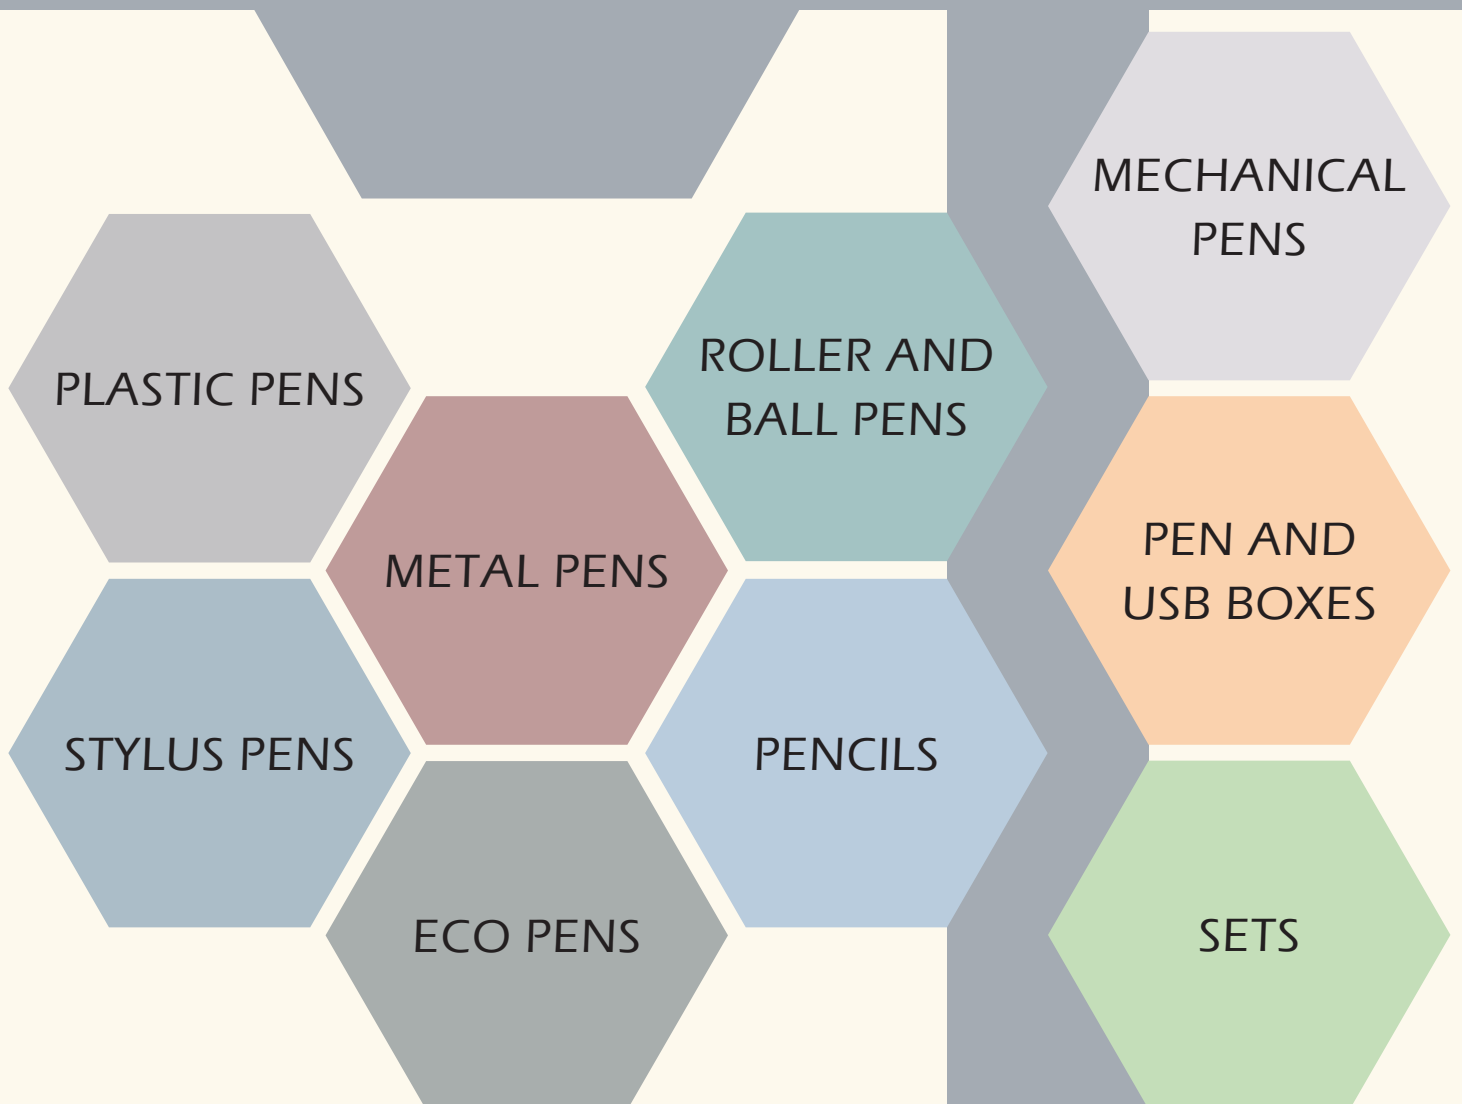 PLASTIC PENS
STYLUS PENS
METAL PENS
ECO PENS
ROLLER AND
BALL PENS
PENCILS
MECHANICAL
PENS
PEN AND
USB BOXES
SETS